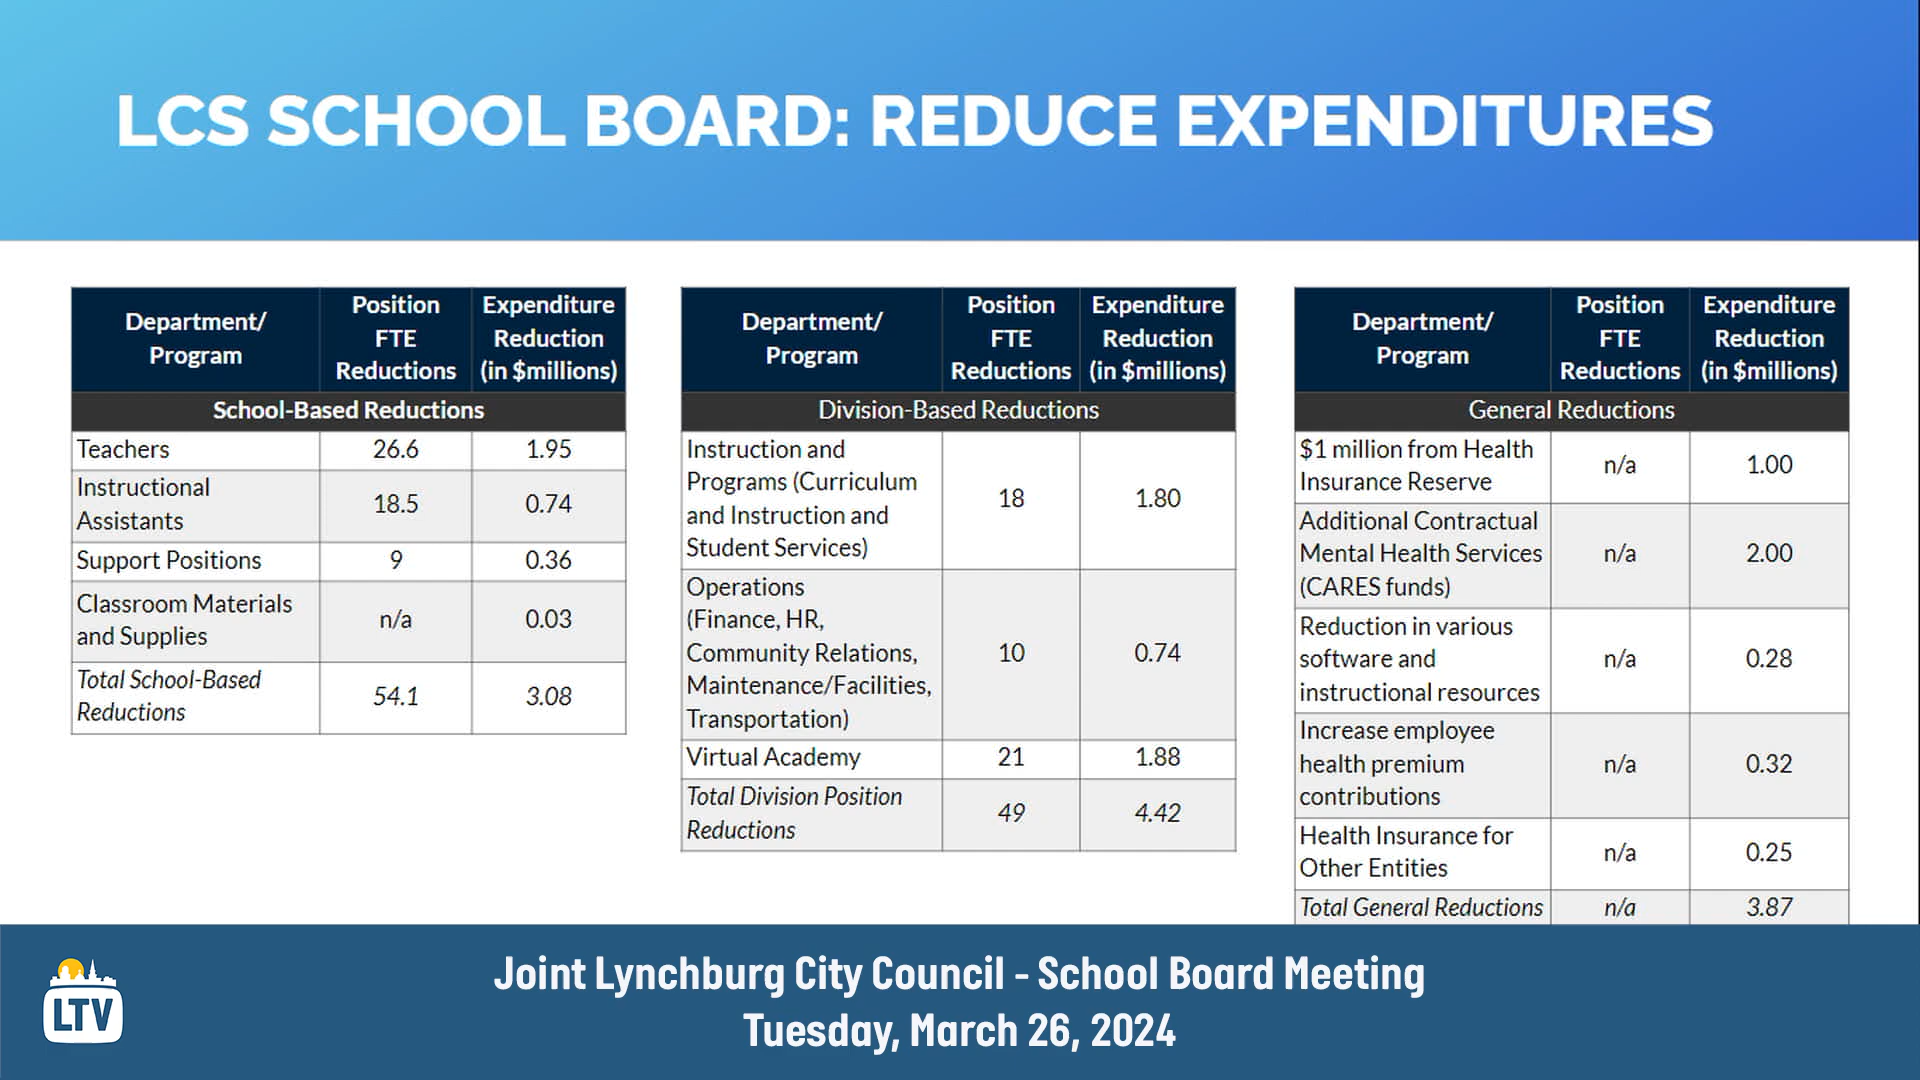 LCS SCHOOL BOARD: REDUCE EXPENDITURES
Department/
Program
Position
FTE
Reductions
Expenditure
Reduction
(in $millions)
School-Based Reductions
Teachers
26.6
1.95
Instructional
Assistants
18.5
0.74
Support Positions
9
0.36
Classroom Materials
and Supplies
n/a
0.03
Total School-Based
Reductions
54.1
3.08
Department/
Program
Position
FTE
Reductions
Expenditure
Reduction
(in $millions)
Division-Based Reductions
Instruction and
Programs (Curriculum
and Instruction and
Student Services)
18
1.80
Operations
(Finance, HR,
Community Relations,
Maintenance/Facilities,
Transportation)
10
0.74
Virtual Academy
21
1.88
Total Division Position
Reductions
49
4.42
Department/
Program
Position
FTE
Reductions
Expenditure
Reduction
(in $millions)
General Reductions
$1 million from Health
Insurance Reserve
n/a
1.00
Additional Contractual
Mental Health Services
(CARES funds)
n/a
2.00
Reduction in various
software and
instructional resources
n/a
0.28
Increase employee
health premium
contributions
n/a
0.32
Health Insurance for
Other Entities
n/a
0.25
Total General Reductions
n/a
3.87
LTV
Joint Lynchburg City Council - School Board Meeting
Tuesday, March 26, 2024